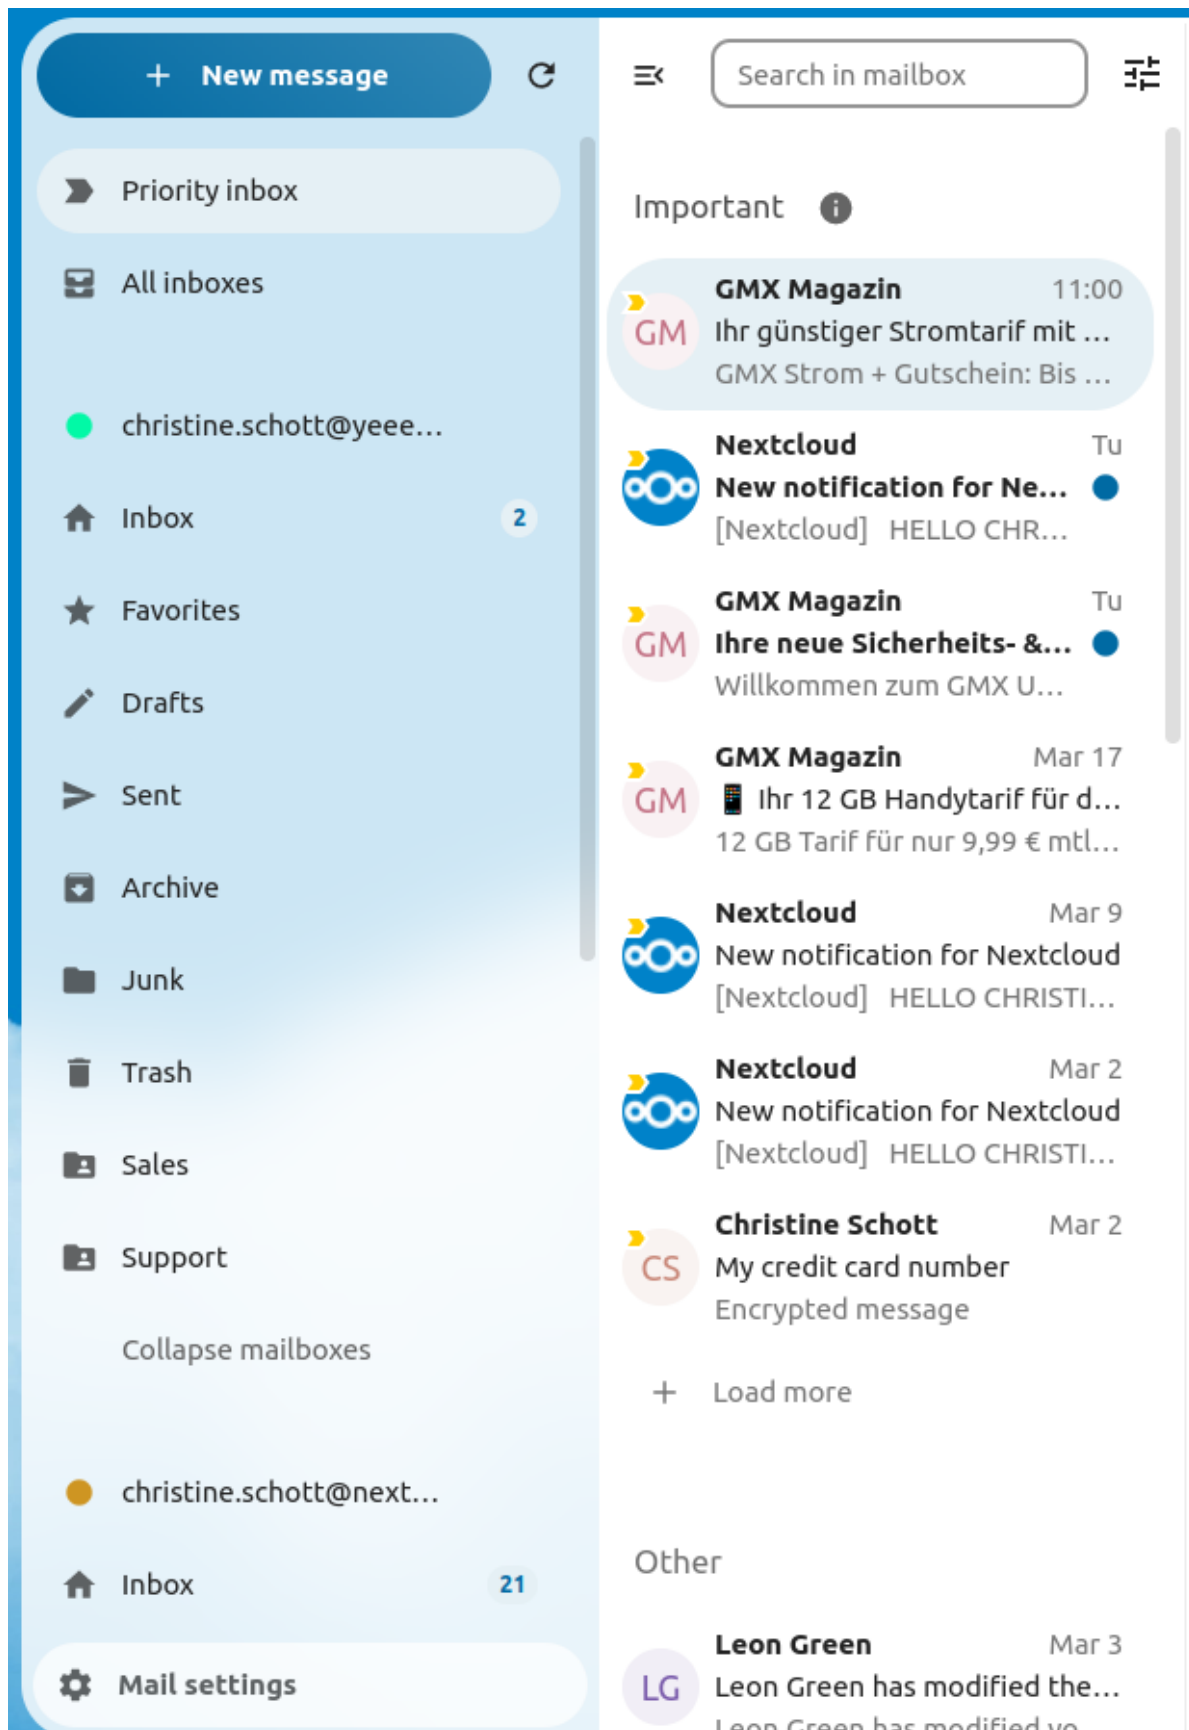 New message
Priority inbox
All inboxes
christine.schott@yeee...
Inbox 2
Favorites
Drafts
Sent
Archive
Junk
Trash
Sales
Support
Collapse mailboxes
christine.schott@next...
Inbox 21
Mail settings
Search in mailbox
Important
GM GMX Magazin 11:00
Ihr günstiger Stromtarif mit ...
GMX Strom + Gutschein: Bis ...
Nextcloud Tu
New notification for Ne...
[Nextcloud] HELLO CHR...
GM GMX Magazin Tu
Ihre neue Sicherheits- &...
Willkommen zum GMX U...
GM GMX Magazin Mar 17
📱 Ihr 12 GB Handytarif für d...
12 GB Tarif für nur 9,99 € mtl...
Nextcloud Mar 9
New notification for Nextcloud
[Nextcloud] HELLO CHRISTI...
Nextcloud Mar 2
New notification for Nextcloud
[Nextcloud] HELLO CHRISTI...
CS Christine Schott Mar 2
My credit card number
Encrypted message
+ Load more
Other
LG Leon Green Mar 3
Leon Green has modified the...
Leon Green has modified yo...